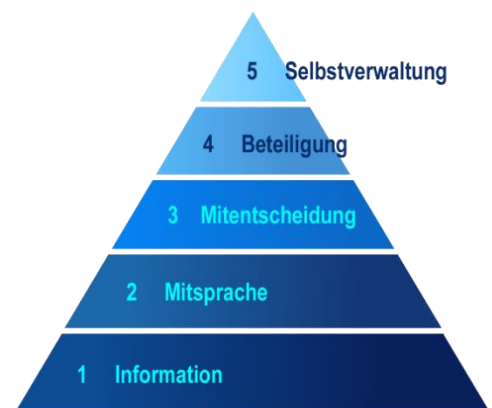 5 Selbstverwaltung
4 Beteiligung
3 Mitentscheidung
2 Mitsprache
1 Information